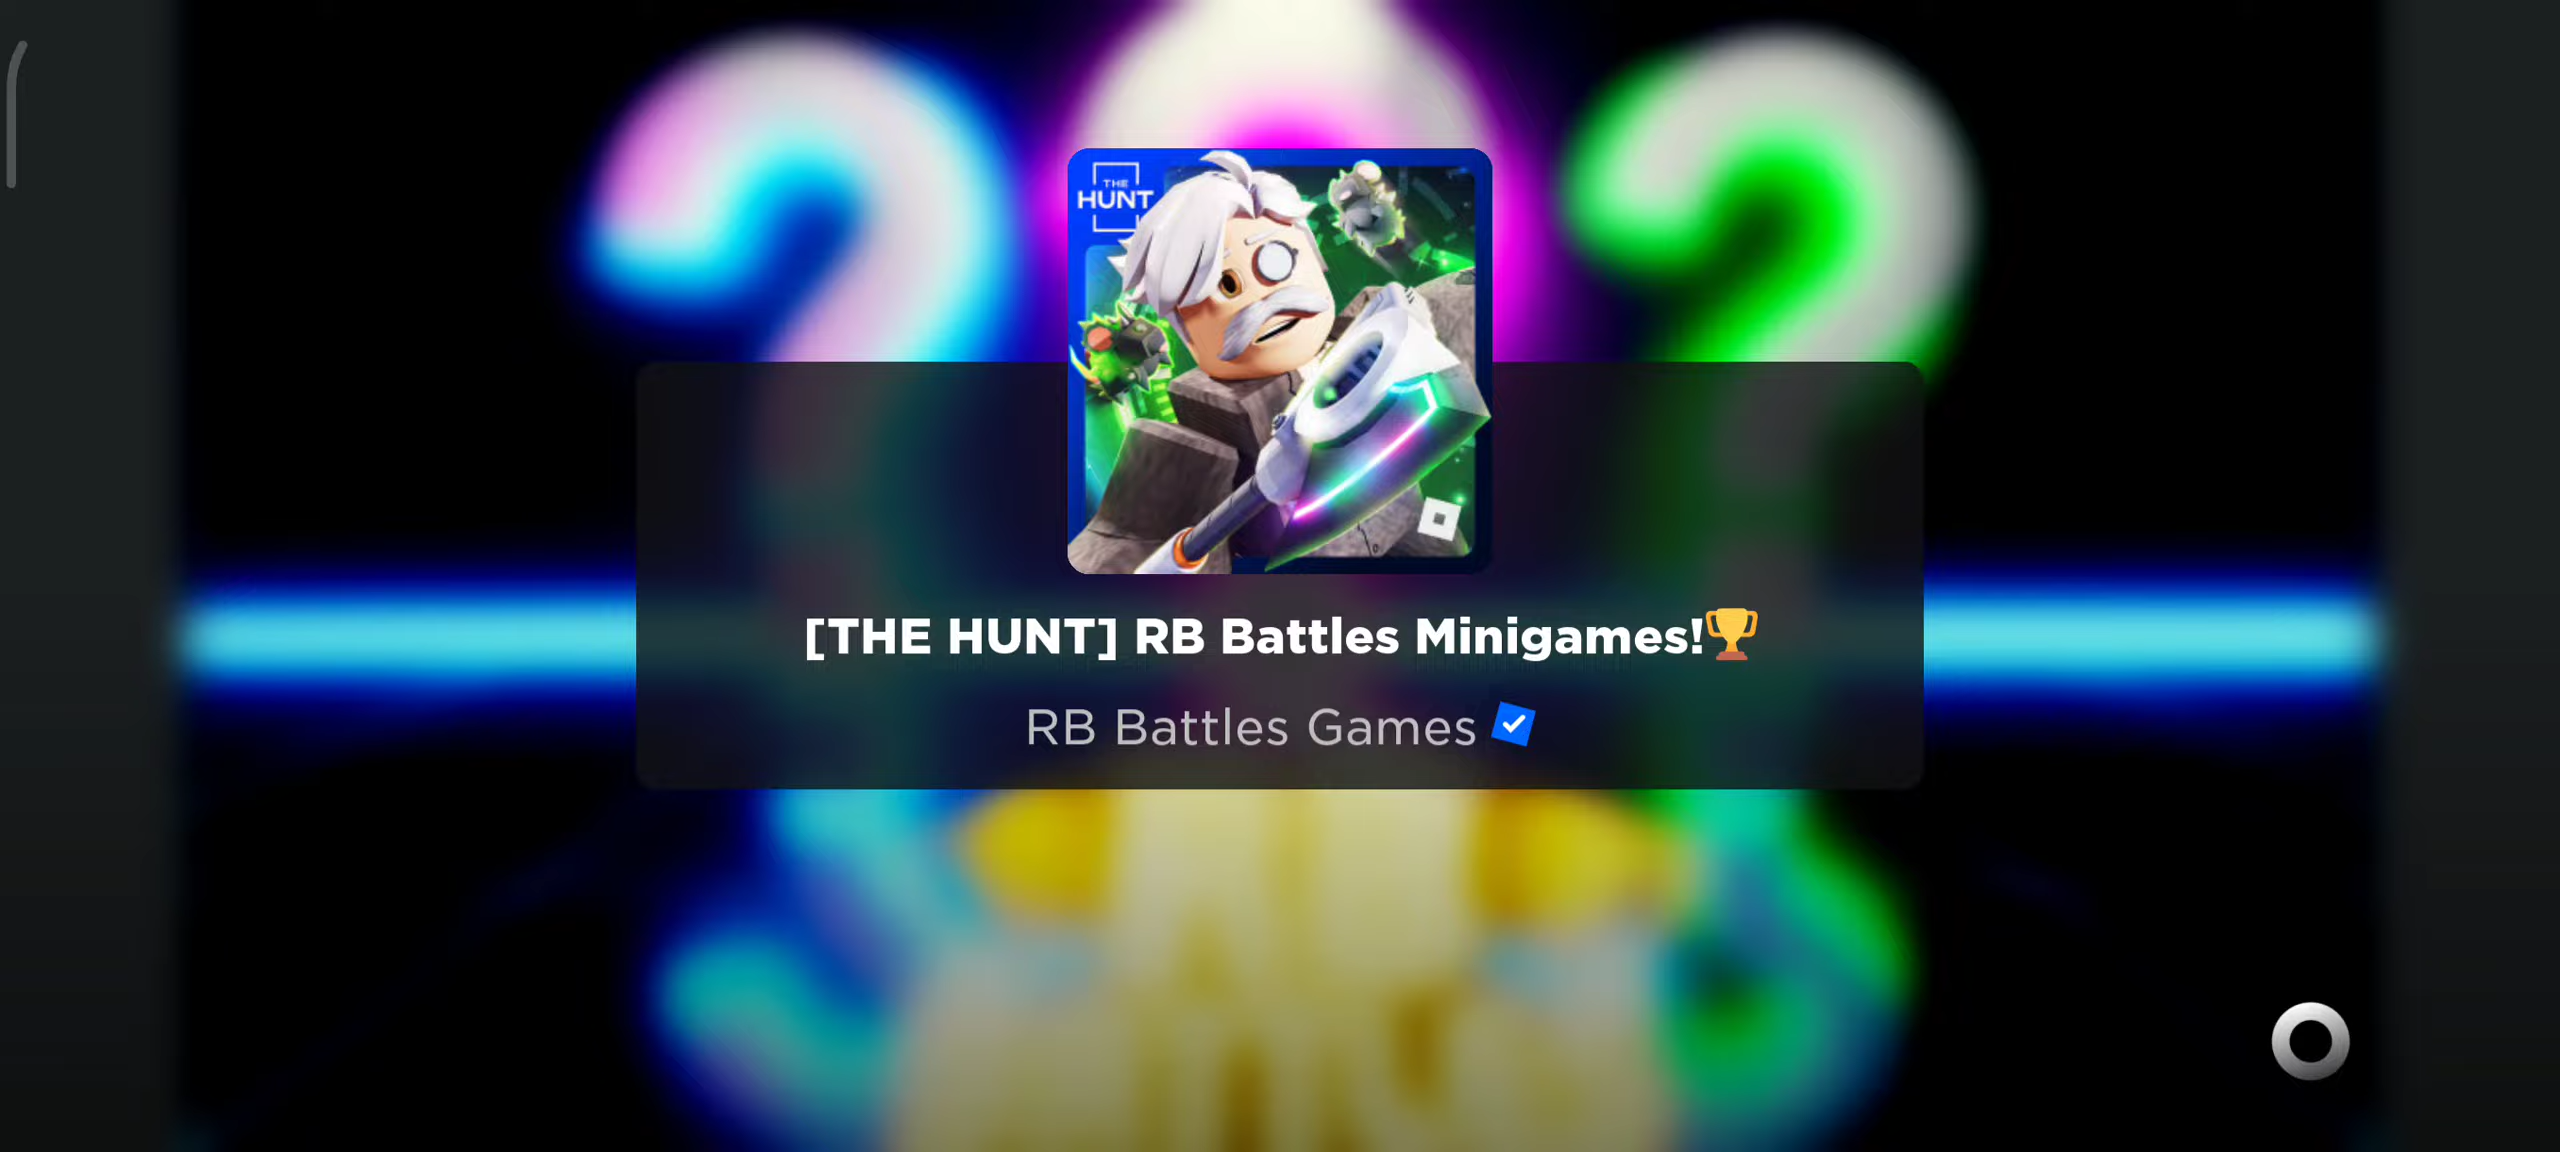 THE
HUNT
[THE HUNT] RB Battles Minigames!🏆
RB Battles Games